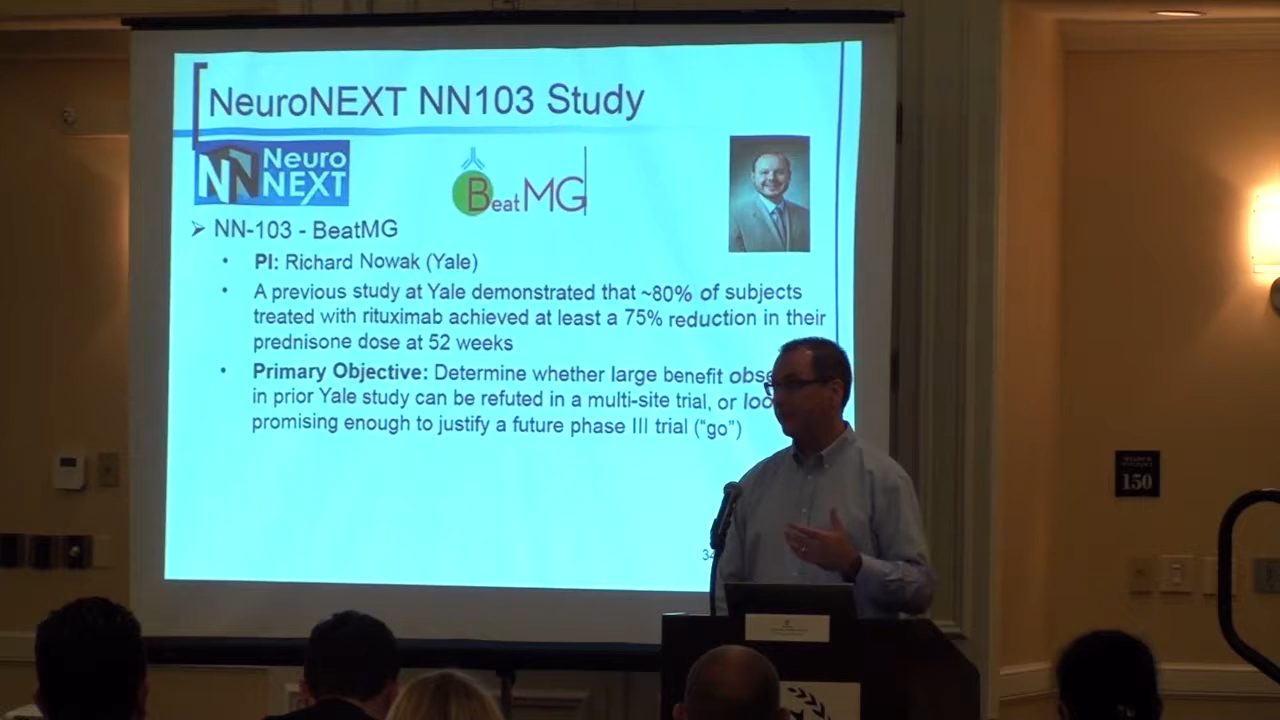 NeuroNEXT NN103 Study
NN Neuro
NEXT
BeatMG
NN-103 - BeatMG
PI: Richard Nowak (Yale)
A previous study at Yale demonstrated that ~80% of subjects
treated with rituximab achieved at least a 75% reduction in their
prednisone dose at 52 weeks
Primary Objective: Determine whether large benefit obse
in prior Yale study can be refuted in a multi-site trial, or loo
promising enough to justify a future phase III trial ("go")
150